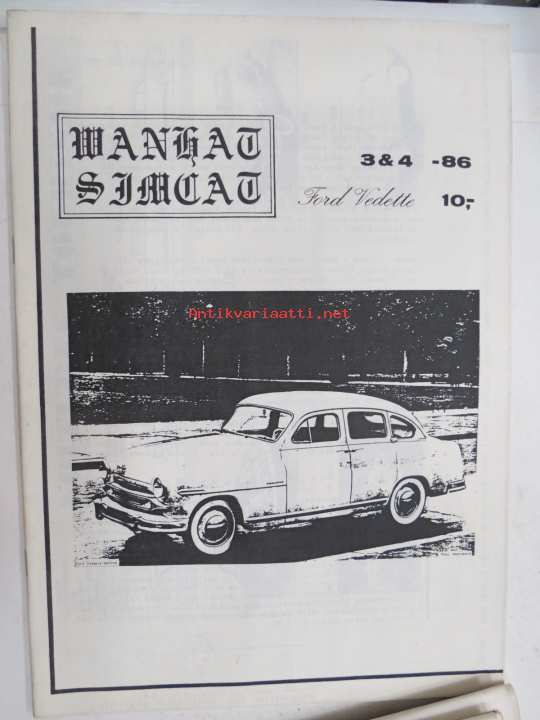 WANHAT
SIMCAT
3&4 -86
Ford Vedette 10,-
Antikvariaatti.net